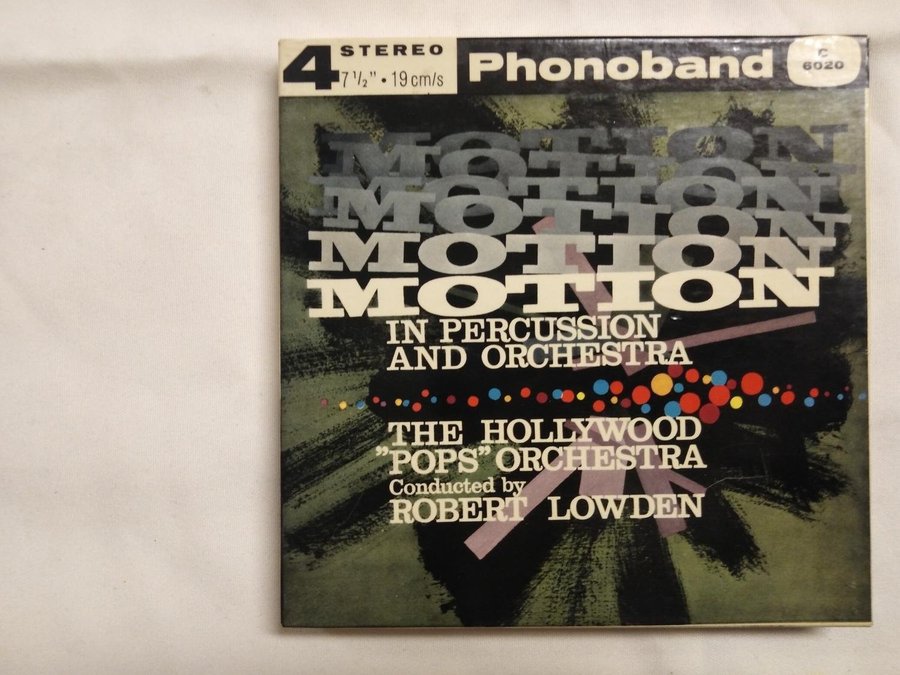 4 STEREO
7 1/2" • 19 cm/s
Phonoband
C
6020
MOTION
MOTION
MOTION
MOTION
MOTION
MOTION
IN PERCUSSION
AND ORCHESTRA
THE HOLLYWOOD
"POPS" ORCHESTRA
Conducted by
ROBERT LOWDEN